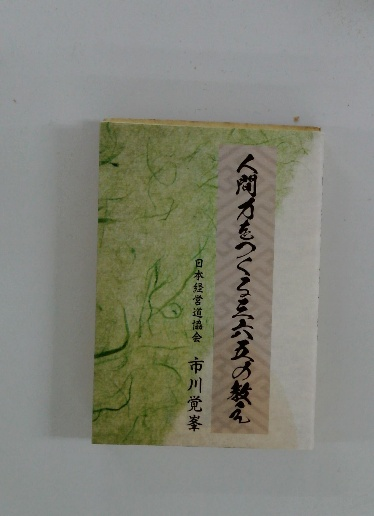 人間力をつくる三六五の教え
日本経営道協会
市川覚峯